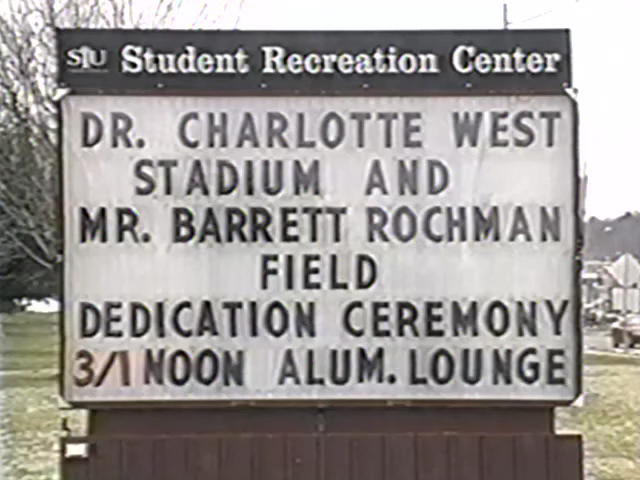 SIU Student Recreation Center
DR. CHARLOTTE WEST
STADIUM AND
MR. BARRETT ROCHMAN
FIELD
DEDICATION CEREMONY
3/1 NOON ALUM. LOUNGE